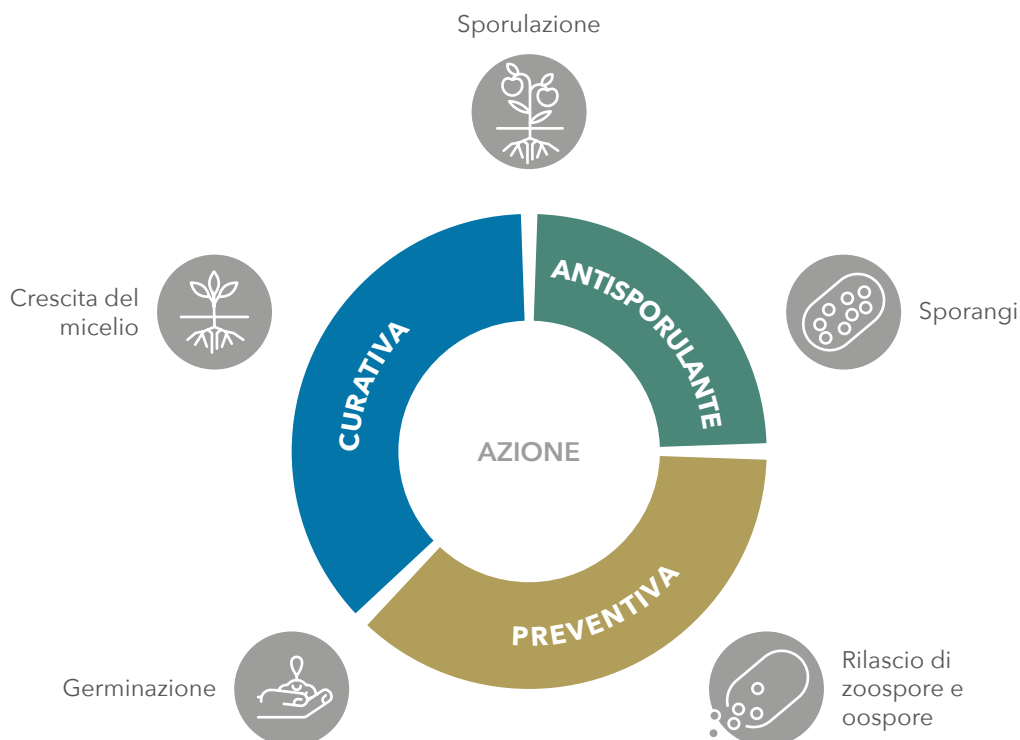 Sporulazione
ANTISPORULANTE
Crescita del
micelio
Sporangi
CURATIVA
AZIONE
PREVENTIVA
Germinazione
Rilascio di
zoospore e
oospore